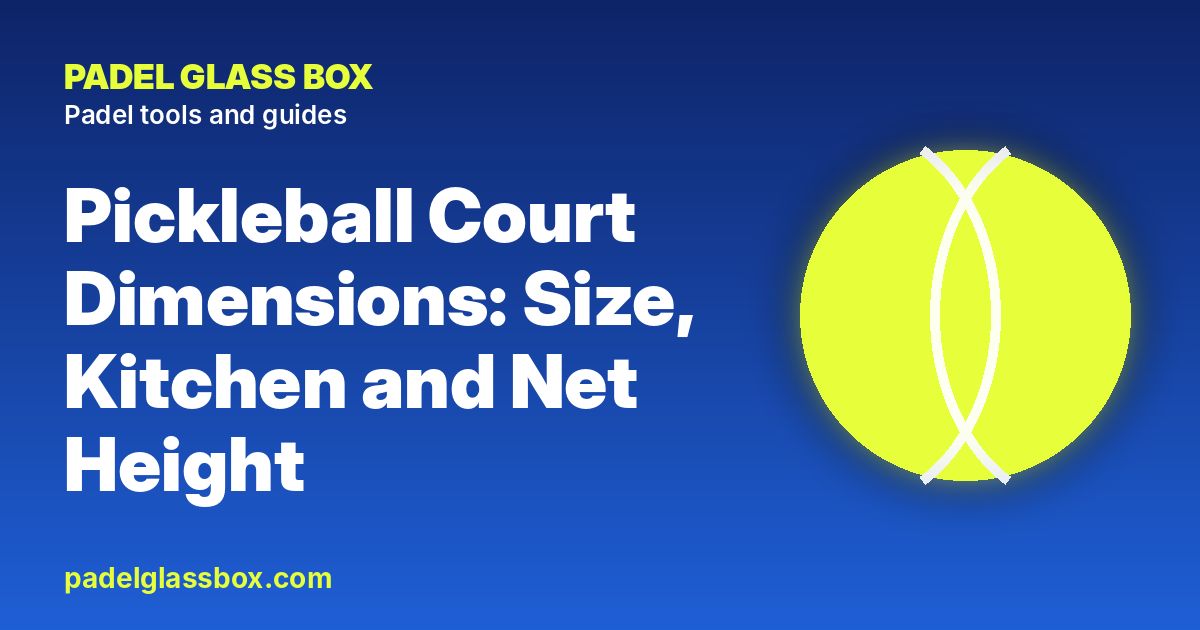 PADEL GLASS BOX
Padel tools and guides
Pickleball Court
Dimensions: Size,
Kitchen and Net
Height
padelglassbox.com